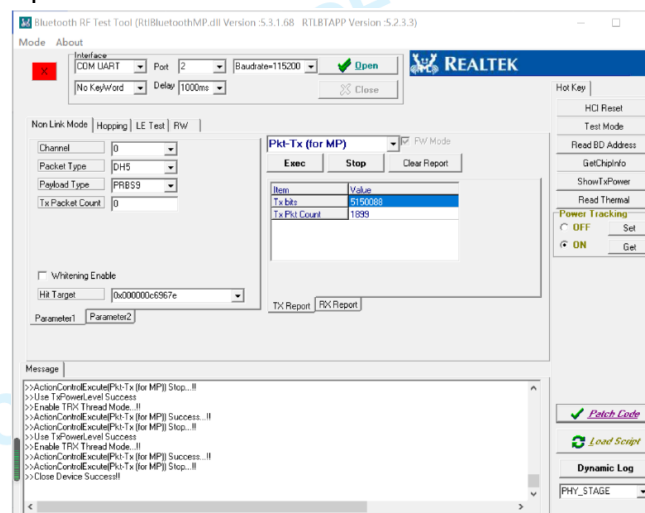 Bluetooth RF Test Tool (RtlBluetoothMP.dll Version :5.3.1.68 RTLBTAPP Version :5.2.3.3)
Mode About
Interface
COM UART Port 2 Baudrate=115200 Open
x
No KeyWord Delay 1000ms Close
REALTEK
Hot Key
HCI Reset
Test Mode
Read BD Address
GetChipInfo
ShowTxPower
Read Thermal
Power Tracking
OFF Set
ON Get
Non Link Mode Hopping LE Test RW
Channel 0
Packet Type DH5
Payload Type PRBS9
Tx Packet Count 0
Whitening Enable
Hit Target 0x000000c6967e
Parameter1 Parameter2
Pkt-Tx (for MP) FW Mode
Exec Stop Clear Report
Item Value
Tx bits 5150088
Tx Pkt Count 1899
TX Report RX Report
Message
>>ActionControlExcute(Pkt-Tx (for MP)) Stop...!!
>>Use TxPowerLevel Success
>>Enable TRX Thread Mode...!!
>>ActionControlExcute(Pkt-Tx (for MP)) Success...!!
>>ActionControlExcute(Pkt-Tx (for MP)) Stop...!!
>>Use TxPowerLevel Success
>>Enable TRX Thread Mode...!!
>>ActionControlExcute(Pkt-Tx (for MP)) Success...!!
>>ActionControlExcute(Pkt-Tx (for MP)) Stop...!!
>>Close Device Success!!
Patch Code
Load Script
Dynamic Log
PHY_STAGE